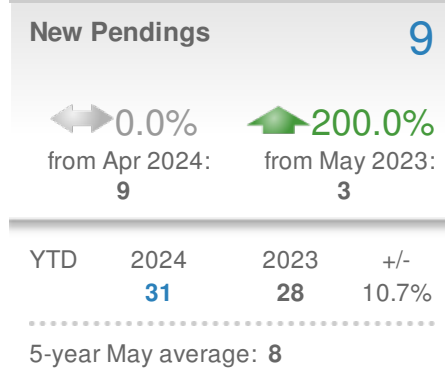 New Pendings 9
0.0% 200.0%
from Apr 2024: from May 2023:
9 3
YTD 2024 2023 +/-
31 28 10.7%
5-year May average: 8